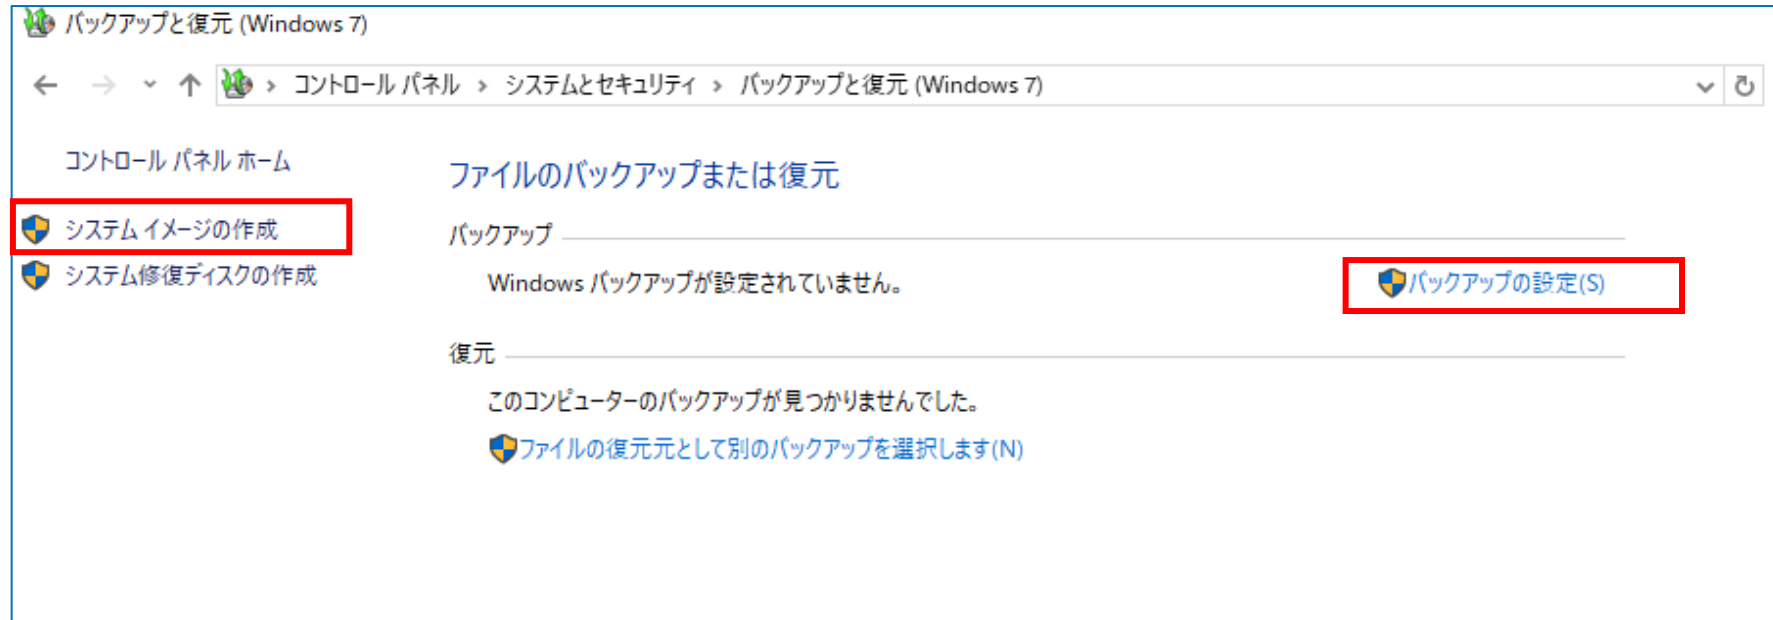 バックアップと復元 (Windows 7)
コントロール パネル › システムとセキュリティ › バックアップと復元 (Windows 7)
コントロール パネル ホーム
システム イメージの作成
システム修復ディスクの作成
ファイルのバックアップまたは復元
バックアップ
Windows バックアップが設定されていません。
バックアップの設定(S)
復元
このコンピューターのバックアップが見つかりませんでした。
ファイルの復元元として別のバックアップを選択します(N)